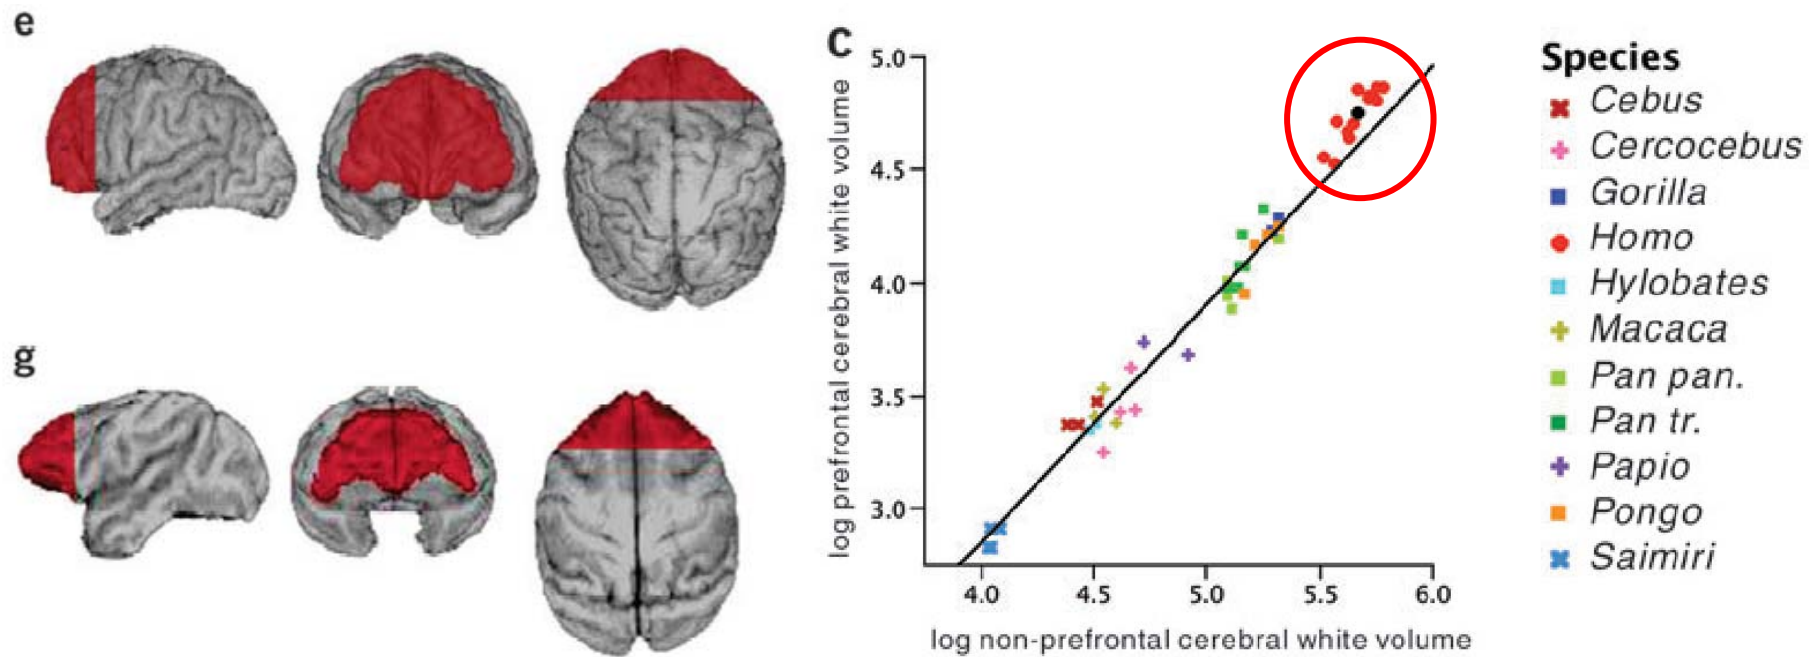 e
g
C
log prefrontal cerebral white volume
5.0
4.5
4.0
3.5
3.0
4.0 4.5 5.0 5.5 6.0
log non-prefrontal cerebral white volume
Species
Cebus
Cercocebus
Gorilla
Homo
Hylobates
Macaca
Pan pan.
Pan tr.
Papio
Pongo
Saimiri